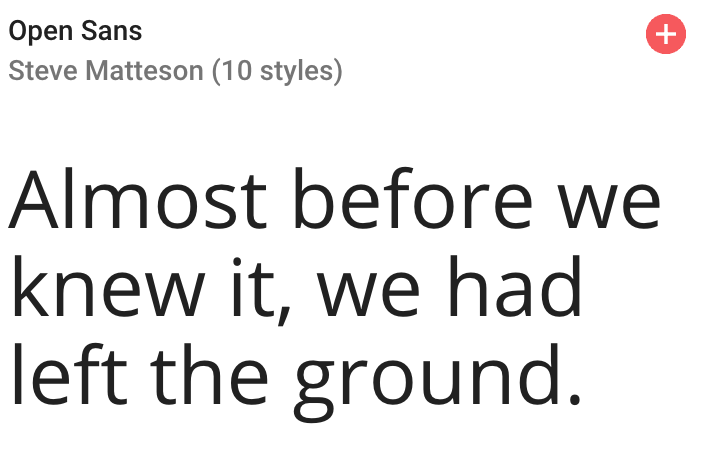 Open Sans
Steve Matteson (10 styles)
Almost before we
knew it, we had
left the ground.